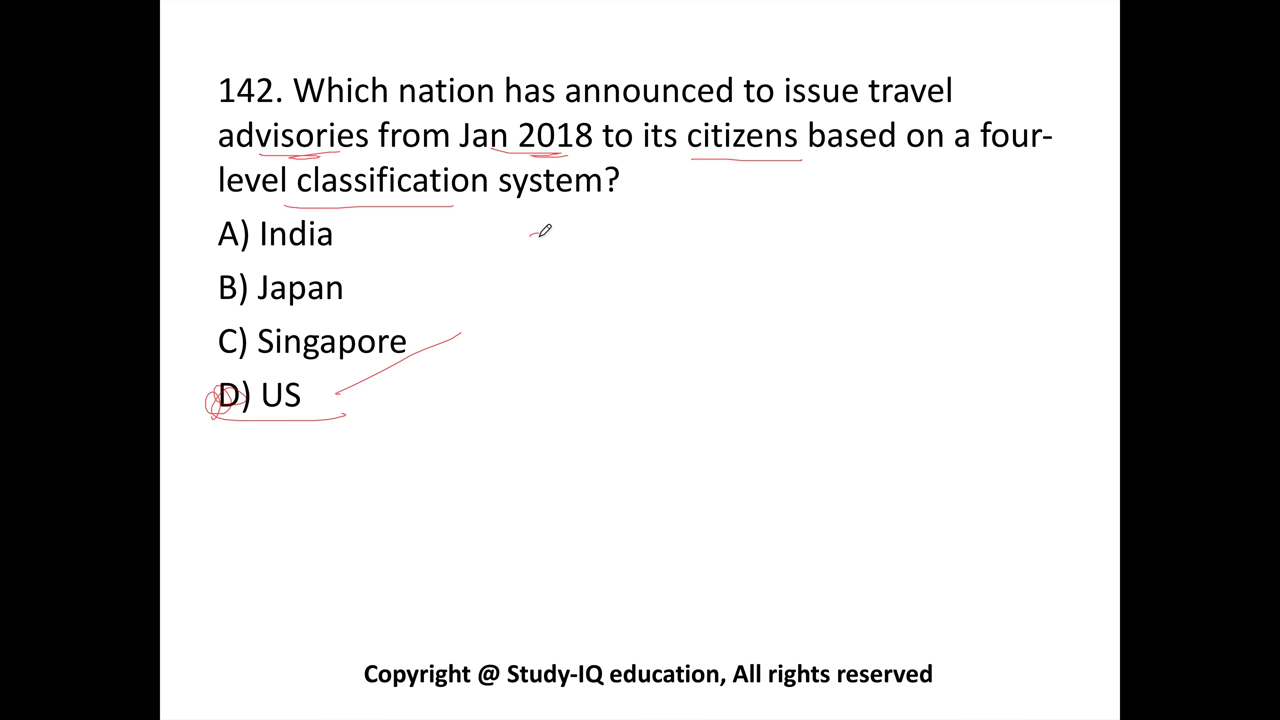 142. Which nation has announced to issue travel
advisories from Jan 2018 to its citizens based on a four-
level classification system?
A) India
B) Japan
C) Singapore
D) US
Copyright @ Study-IQ education, All rights reserved